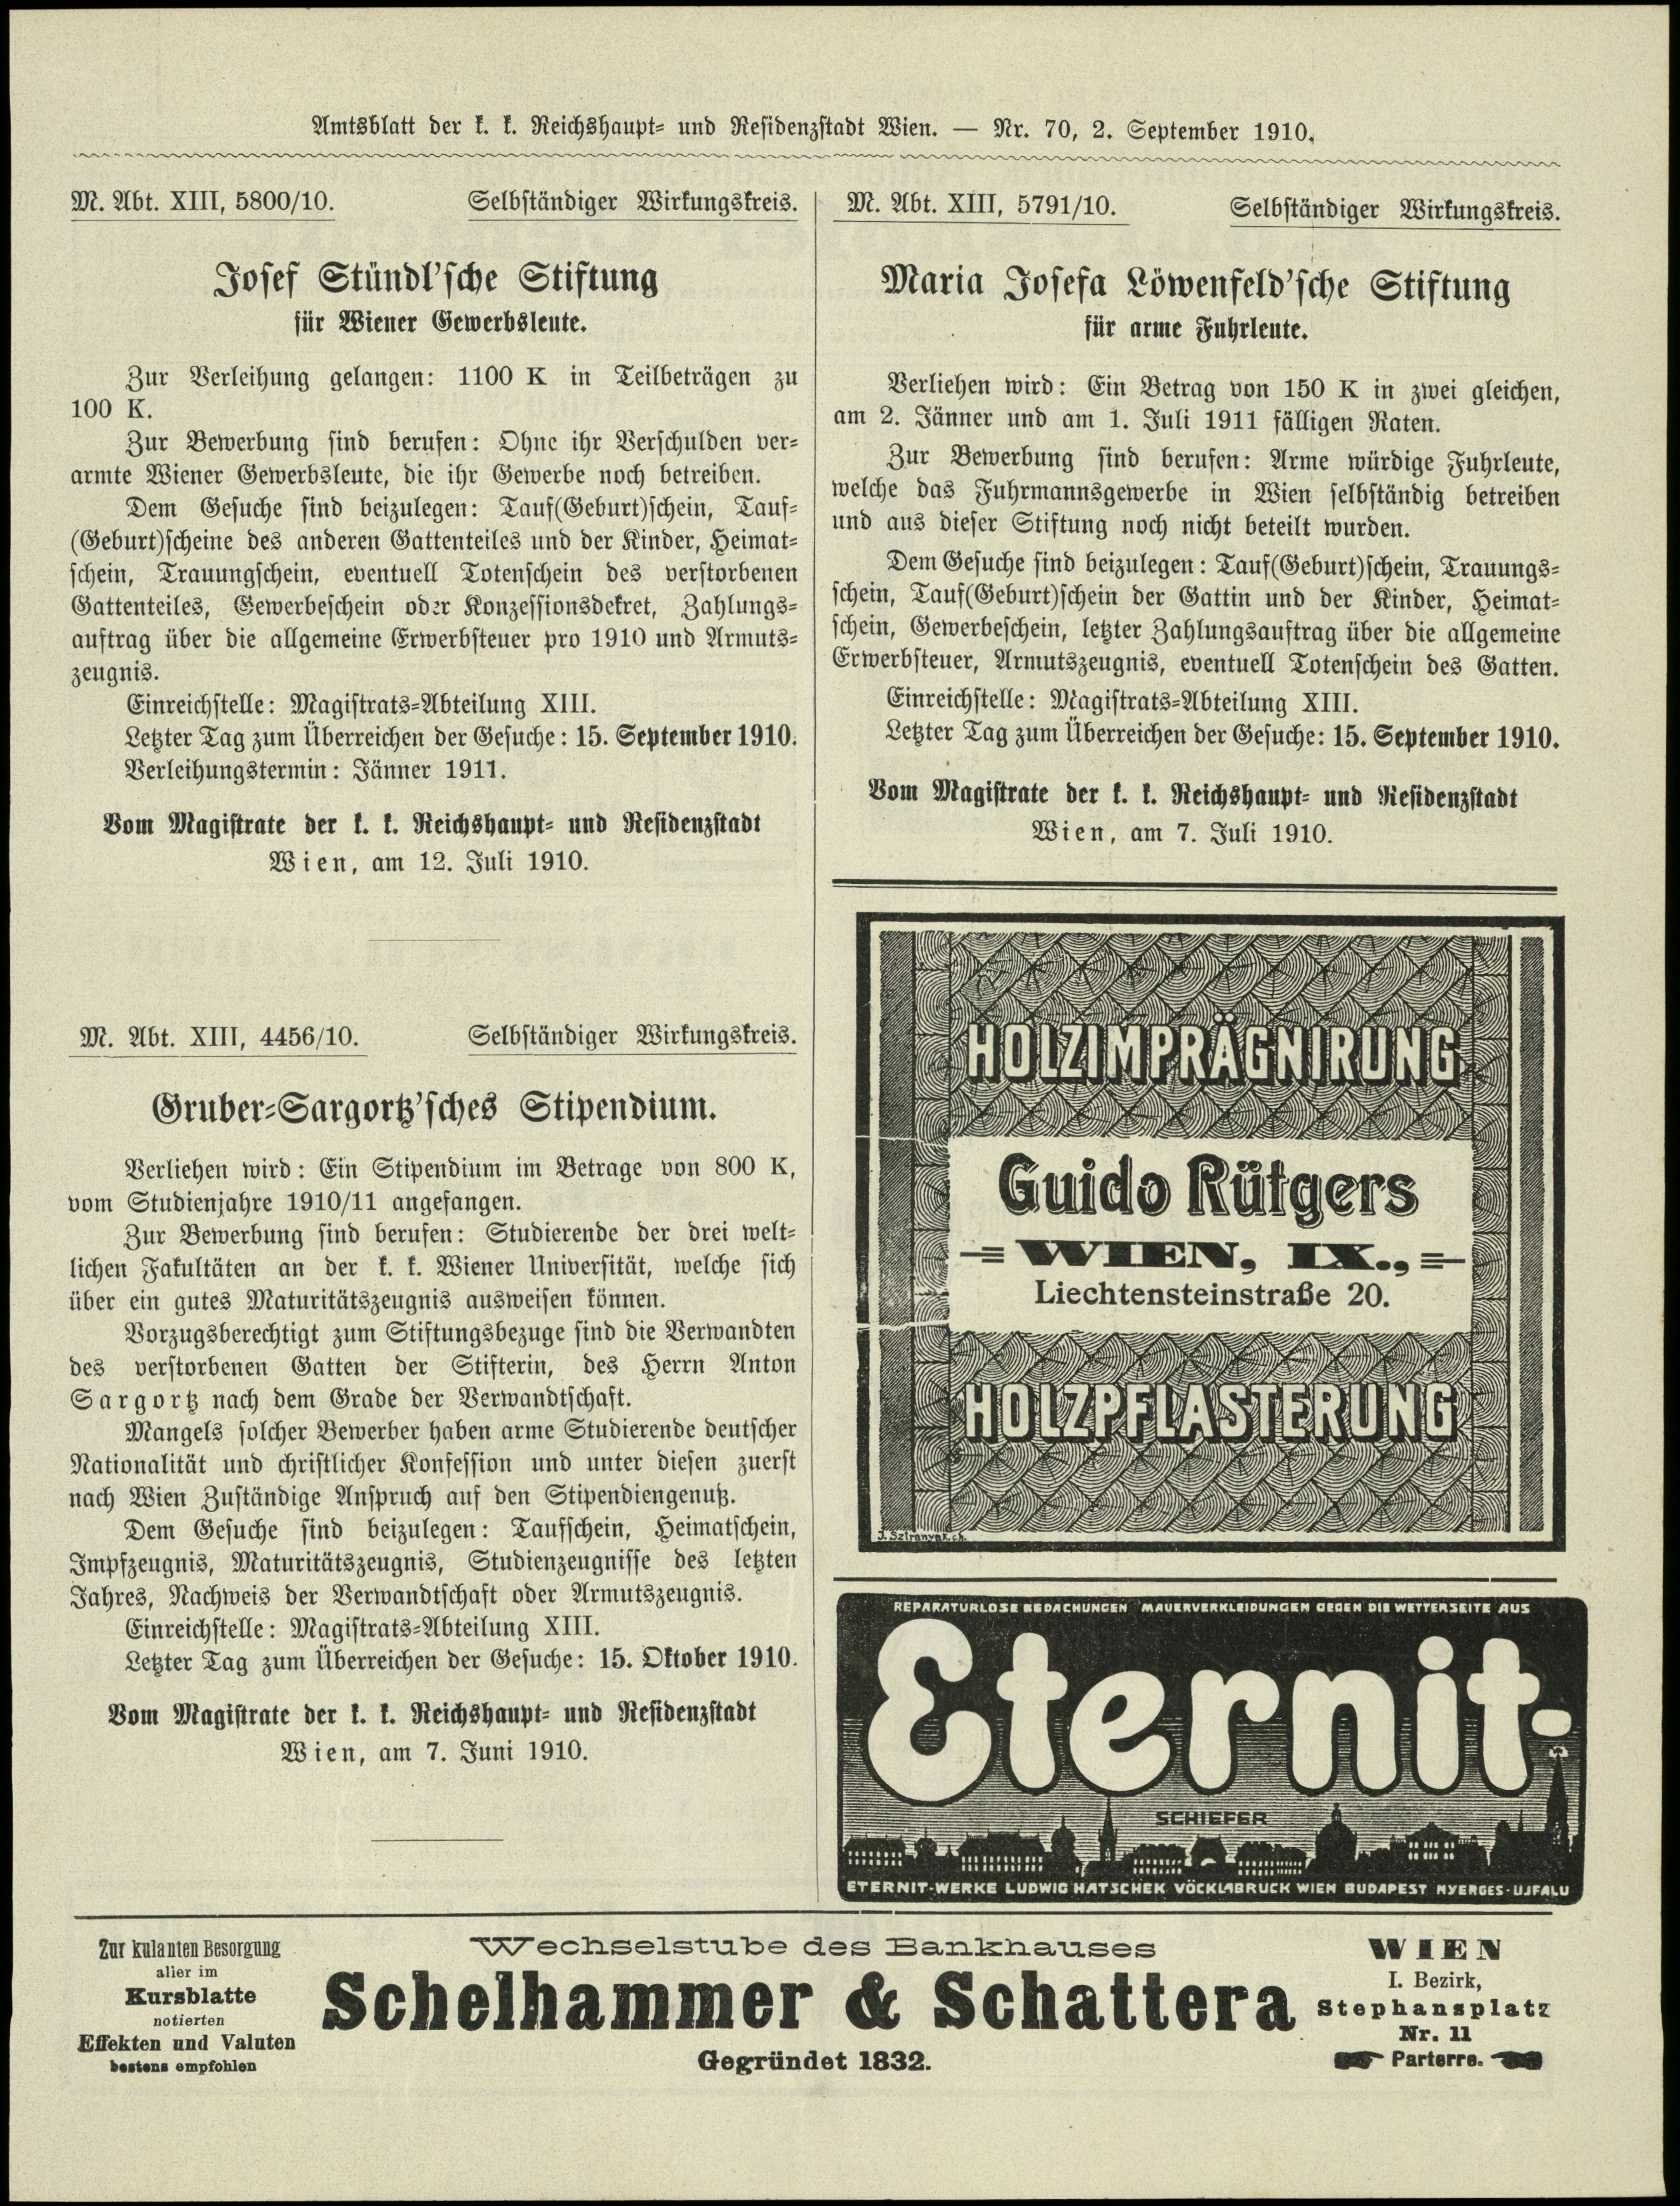 Amtsblatt der k. k. Reichshaupt- und Residenzstadt Wien. — Nr. 70, 2. September 1910.
M. Abt. XIII, 5800/10. Selbständiger Wirkungskreis.
Josef Stündl'sche Stiftung
für Wiener Gewerbsleute.
Zur Verleihung gelangen: 1100 K in Teilbeträgen zu
100 K.
Zur Bewerbung sind berufen: Ohne ihr Verschulden ver-
armte Wiener Gewerbsleute, die ihr Gewerbe noch betreiben.
Dem Gesuche sind beizulegen: Tauf(Geburt)schein, Tauf-
(Geburt)scheine des anderen Gattenteiles und der Kinder, Heimat-
schein, Trauungschein, eventuell Totenschein des verstorbenen
Gattenteiles, Gewerbeschein oder Konzessionsdekret, Zahlungs-
auftrag über die allgemeine Erwerbsteuer pro 1910 und Armuts-
zeugnis.
Einreichstelle: Magistrats-Abteilung XIII.
Letzter Tag zum Überreichen der Gesuche: 15. September 1910.
Verleihungstermin: Jänner 1911.
Vom Magistrate der k. k. Reichshaupt- und Residenzstadt
Wien, am 12. Juli 1910.
M. Abt. XIII, 4456/10. Selbständiger Wirkungskreis.
Gruber-Sargortz'sches Stipendium.
Verliehen wird: Ein Stipendium im Betrage von 800 K,
vom Studienjahre 1910/11 angefangen.
Zur Bewerbung sind berufen: Studierende der drei welt-
lichen Fakultäten an der k. k. Wiener Universität, welche sich
über ein gutes Maturitätszeugnis ausweisen können.
Vorzugsberechtigt zum Stiftungsbezuge sind die Verwandten
des verstorbenen Gatten der Stifterin, des Herrn Anton
Sargortz nach dem Grade der Verwandtschaft.
Mangels solcher Bewerber haben arme Studierende deutscher
Nationalität und christlicher Konfession und unter diesen zuerst
nach Wien Zuständige Anspruch auf den Stipendiengenuß.
Dem Gesuche sind beizulegen: Taufschein, Heimatschein,
Impfzeugnis, Maturitätszeugnis, Studienzeugnisse des letzten
Jahres, Nachweis der Verwandtschaft oder Armutszeugnis.
Einreichstelle: Magistrats-Abteilung XIII.
Letzter Tag zum Überreichen der Gesuche: 15. Oktober 1910.
Vom Magistrate der k. k. Reichshaupt- und Residenzstadt
Wien, am 7. Juni 1910.
M. Abt. XIII, 5791/10. Selbständiger Wirkungskreis.
Maria Josefa Löwenfeld'sche Stiftung
für arme Fuhrleute.
Verliehen wird: Ein Betrag von 150 K in zwei gleichen,
am 2. Jänner und am 1. Juli 1911 fälligen Raten.
Zur Bewerbung sind berufen: Arme würdige Fuhrleute,
welche das Fuhrmannsgewerbe in Wien selbständig betreiben
und aus dieser Stiftung noch nicht beteilt wurden.
Dem Gesuche sind beizulegen: Tauf(Geburt)schein, Trauungs-
schein, Tauf(Geburt)schein der Gattin und der Kinder, Heimat-
schein, Gewerbeschein, letzter Zahlungsauftrag über die allgemeine
Erwerbsteuer, Armutszeugnis, eventuell Totenschein des Gatten.
Einreichstelle: Magistrats-Abteilung XIII.
Letzter Tag zum Überreichen der Gesuche: 15. September 1910.
Vom Magistrate der k. k. Reichshaupt- und Residenzstadt
Wien, am 7. Juli 1910.
HOLZIMPRÄGNIRUNG
Guido Rütgers
WIEN, IX.,
Liechtensteinstraße 20.
HOLZPFLASTERUNG
REPARATURLOSE BEDACHUNGEN MAUERVERKLEIDUNGEN GEGEN DIE WETTERSEITE AUS
Eternit-
SCHIEFER
ETERNIT-WERKE LUDWIG HATSCHEK VÖCKLABRUCK WIEN BUDAPEST NYERGES-UJFALU
Zur kulanten Besorgung
aller im
Kursblatte
notierten
Effekten und Valuten
bestens empfohlen
Wechselstube des Bankhauses
Schelhammer & Schattera
Gegründet 1832.
WIEN
I. Bezirk,
Stephansplatz
Nr. 11
Parterre.